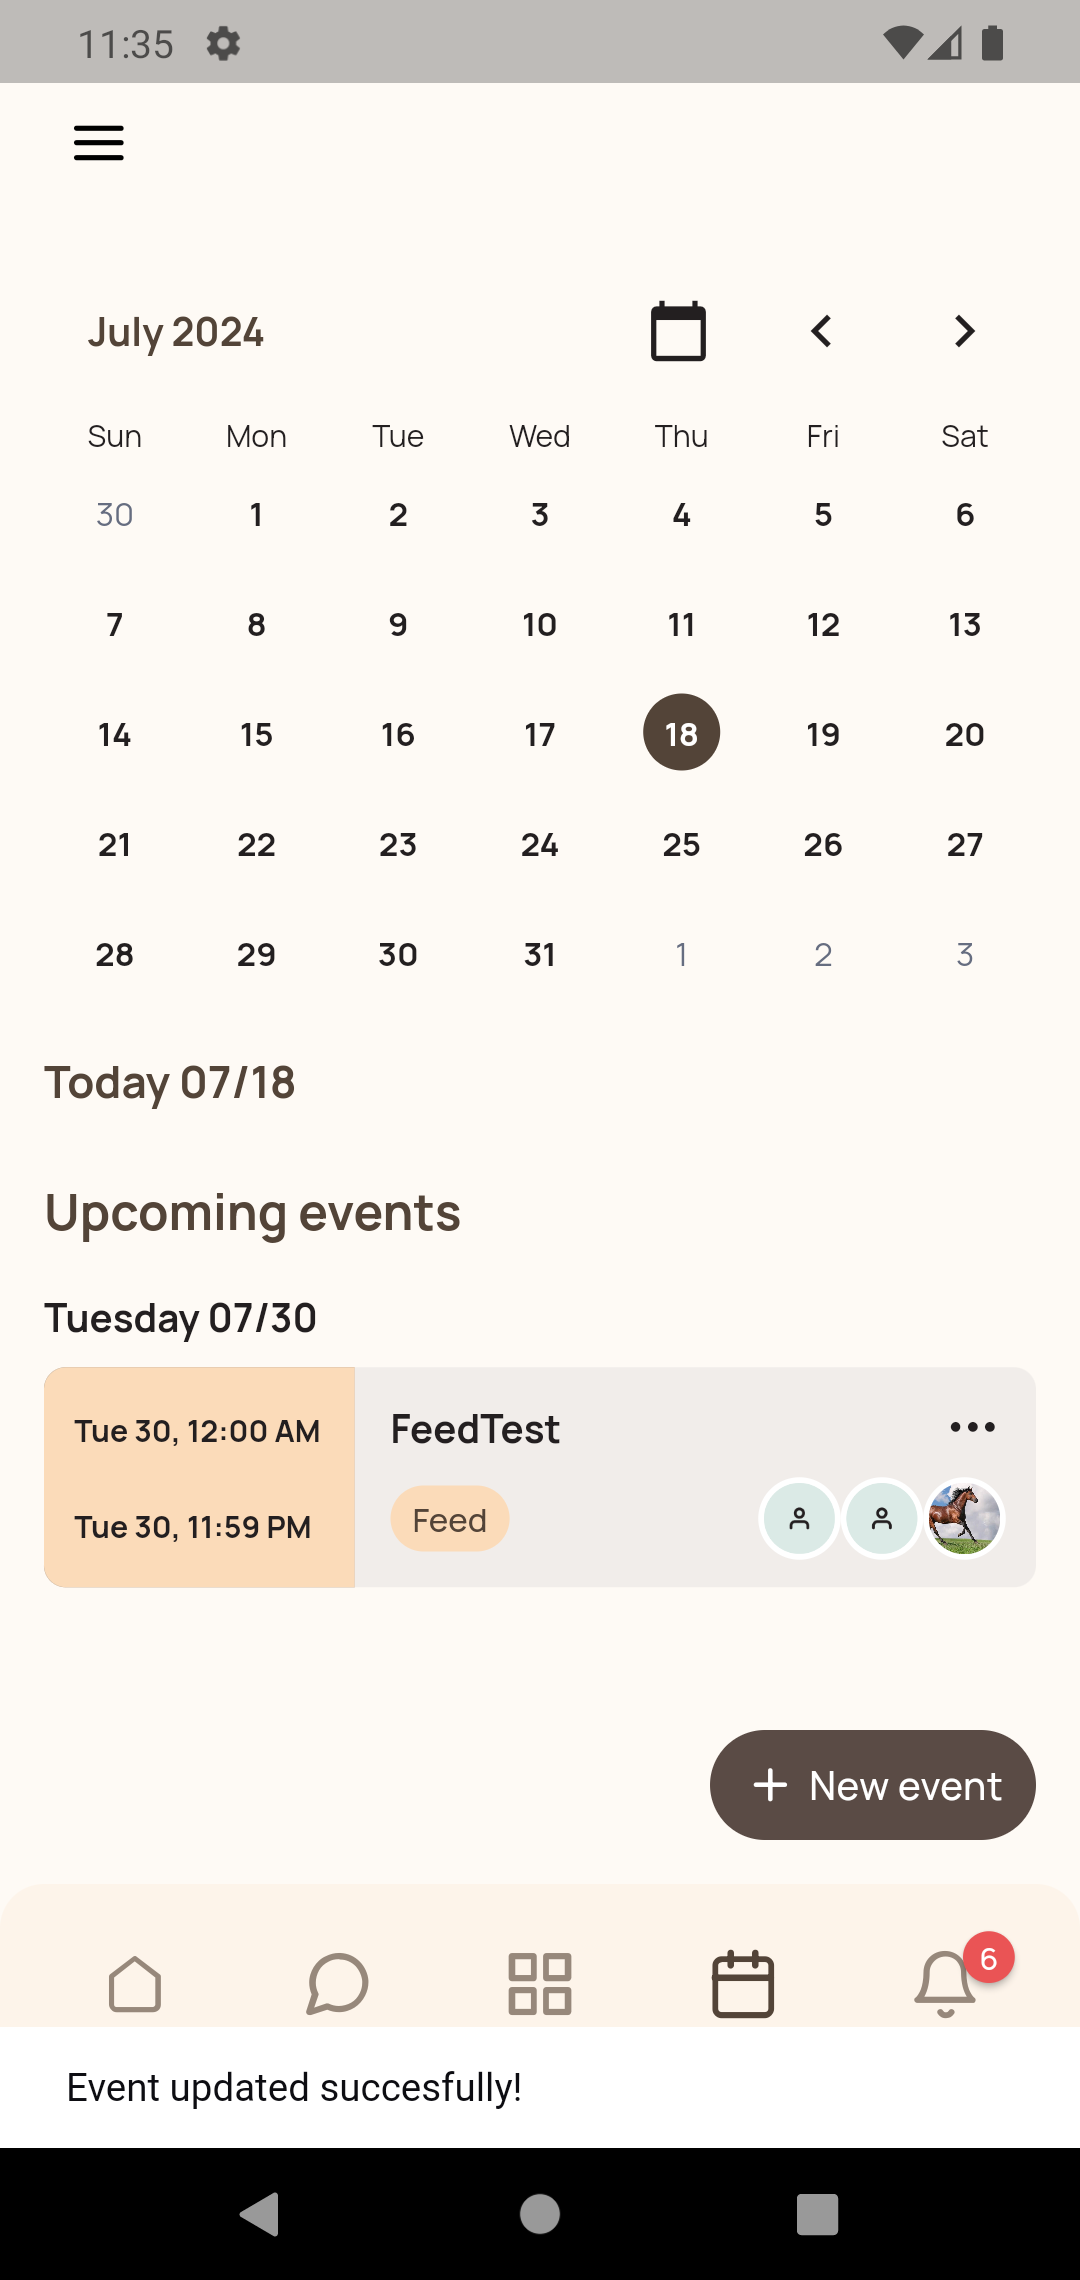 11:35
July 2024
Sun Mon Tue Wed Thu Fri Sat
30 1 2 3 4 5 6
7 8 9 10 11 12 13
14 15 16 17 18 19 20
21 22 23 24 25 26 27
28 29 30 31 1 2 3
Today 07/18
Upcoming events
Tuesday 07/30
Tue 30, 12:00 AM
Tue 30, 11:59 PM
FeedTest
Feed
New event
6
Event updated succesfully!